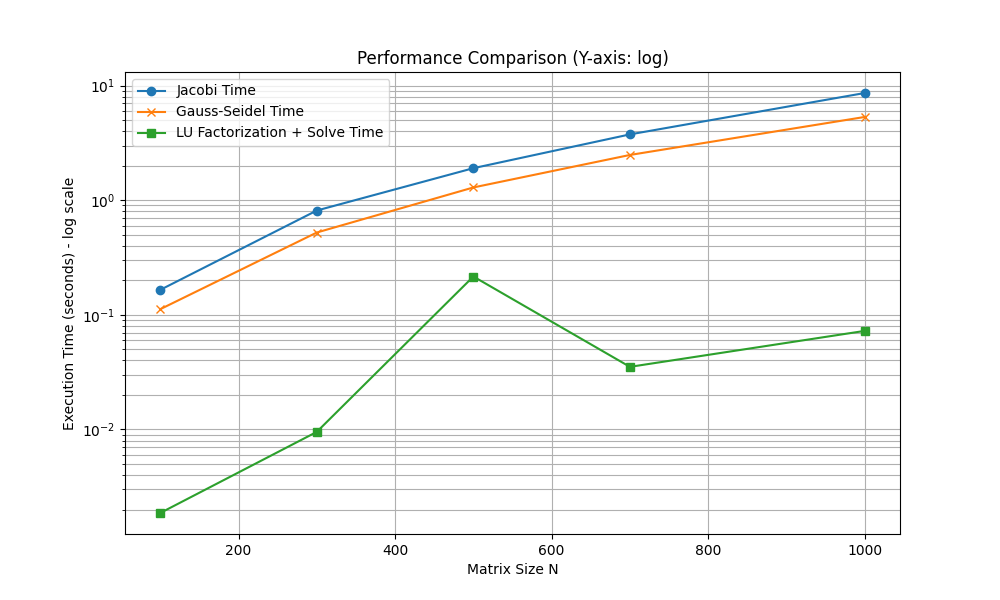 Performance Comparison (Y-axis: log)
Jacobi Time
Gauss-Seidel Time
LU Factorization + Solve Time
Execution Time (seconds) - log scale
10¹
10⁰
10⁻¹
10⁻²
200 400 600 800 1000
Matrix Size N